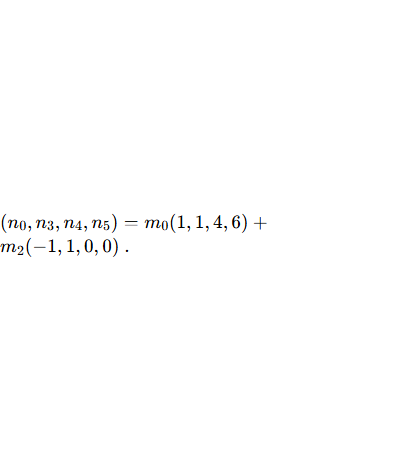 (n₀, n₃, n₄, n₅) = m₀(1, 1, 4, 6) +
m₂(−1, 1, 0, 0) .